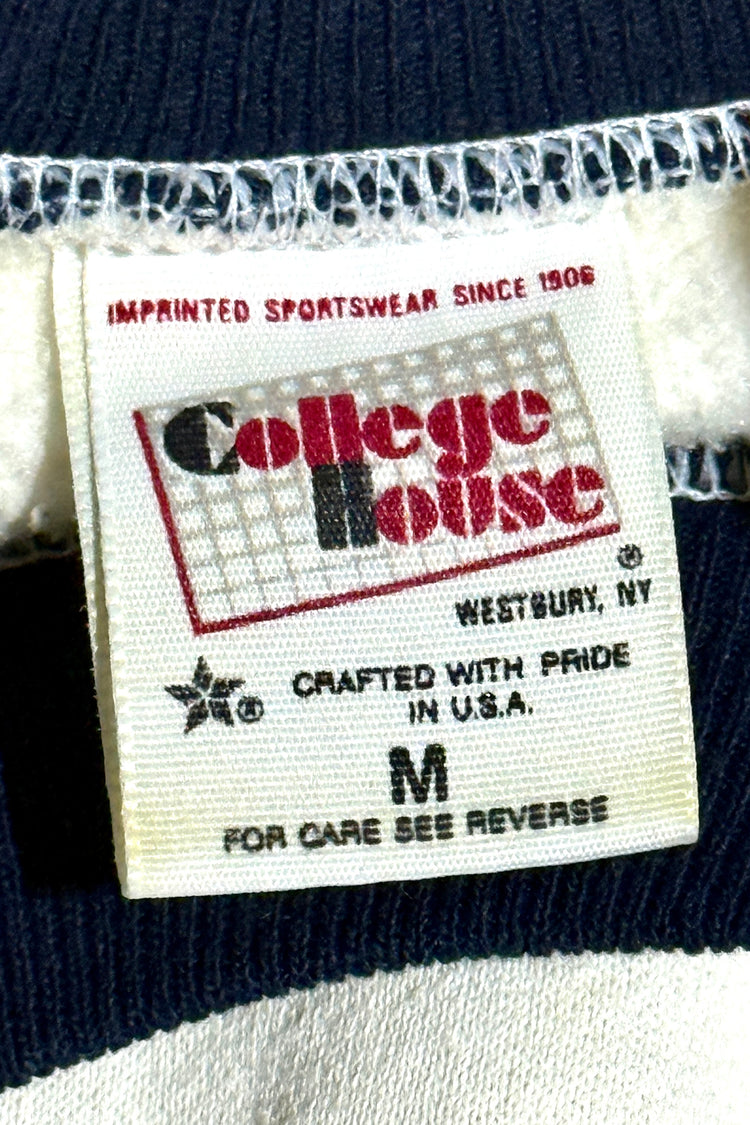 IMPRINTED SPORTSWEAR SINCE 1906
College
House
®
WESTBURY, NY
® CRAFTED WITH PRIDE
IN U.S.A.
M
FOR CARE SEE REVERSE